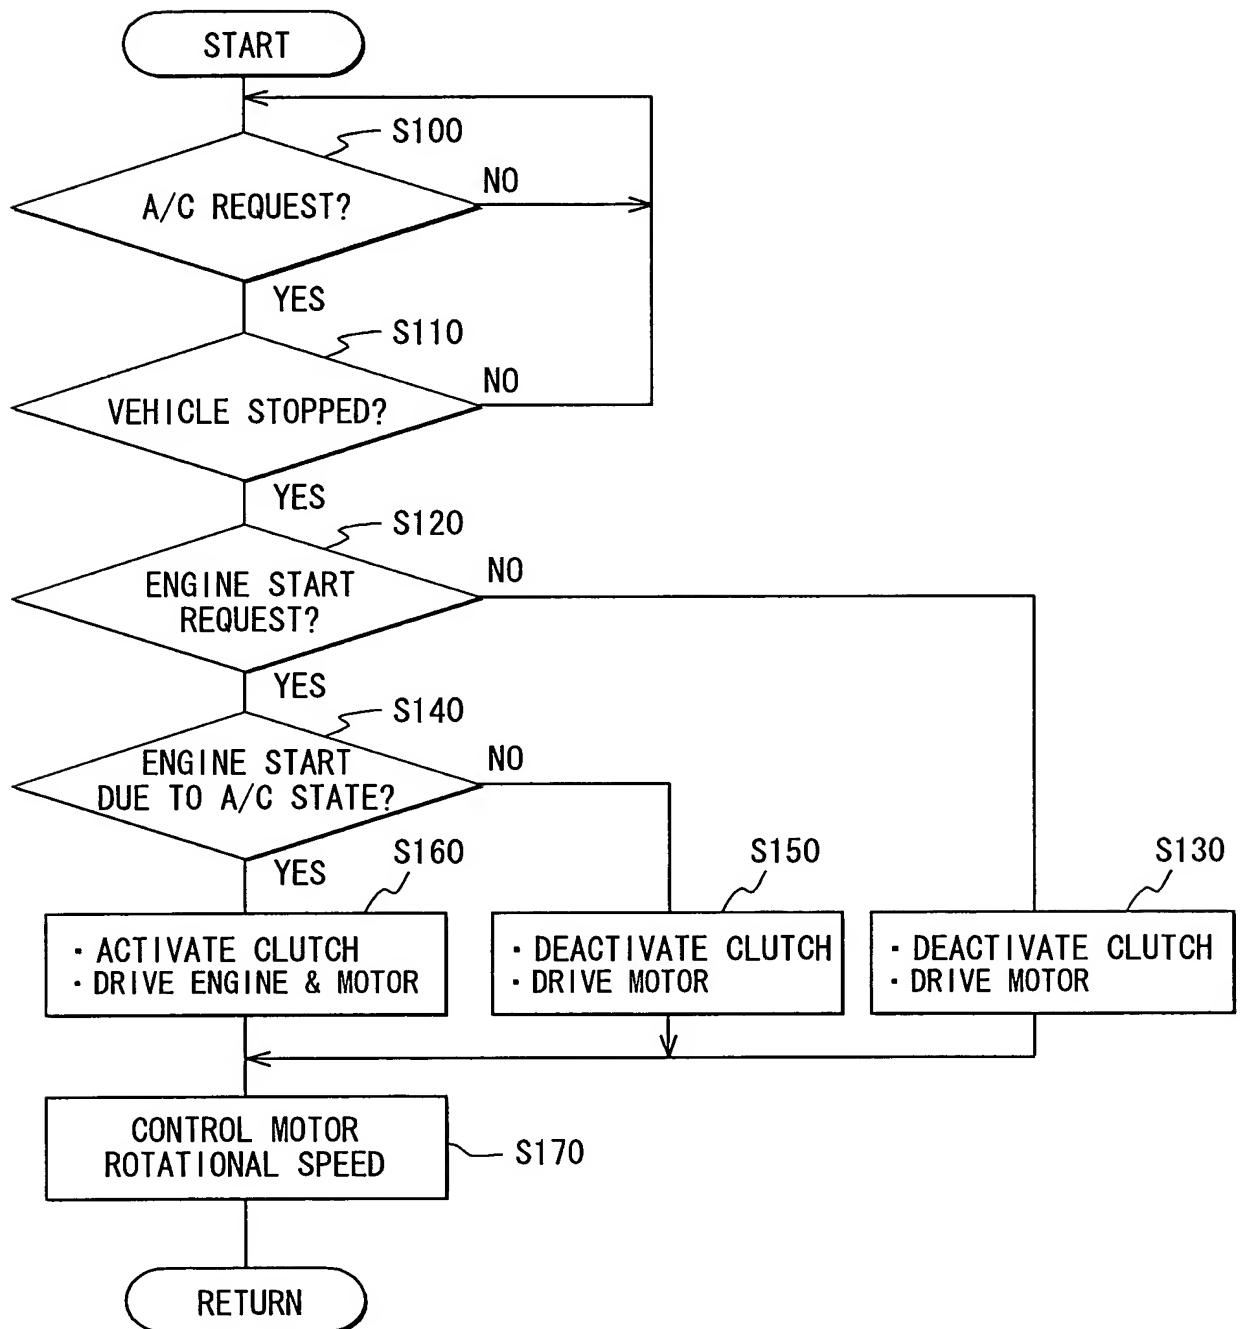 START
S100
A/C REQUEST?
NO
YES
S110
VEHICLE STOPPED?
NO
YES
S120
ENGINE START
REQUEST?
NO
YES
S140
ENGINE START
DUE TO A/C STATE?
NO
YES
S160
· ACTIVATE CLUTCH
· DRIVE ENGINE & MOTOR
S150
· DEACTIVATE CLUTCH
· DRIVE MOTOR
S130
· DEACTIVATE CLUTCH
· DRIVE MOTOR
CONTROL MOTOR
ROTATIONAL SPEED
S170
RETURN